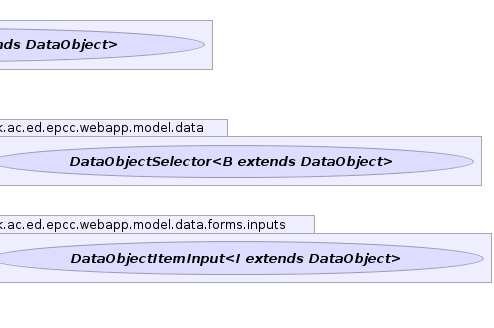 DataObject>
.ac.ed.epcc.webapp.model.data
DataObjectSelector<B extends DataObject>
.ac.ed.epcc.webapp.model.data.forms.inputs
DataObjectItemInput<I extends DataObject>